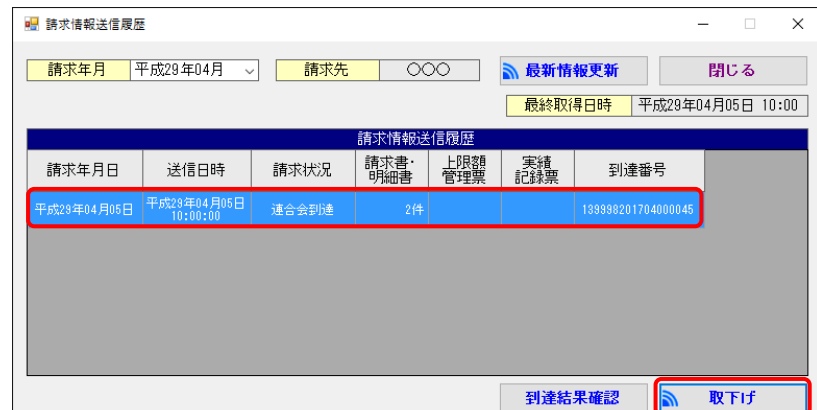 請求情報送信履歴
請求年月 平成29年04月 請求先 ○○○ 最新情報更新 閉じる
最終取得日時 平成29年04月05日 10:00
請求情報送信履歴
請求年月日 送信日時 請求状況 請求書・明細書 上限額管理票 実績記録票 到達番号
平成29年04月05日 平成29年04月05日 10:00:00 連合会到達 2件 139998201704000045
到達結果確認 取下げ